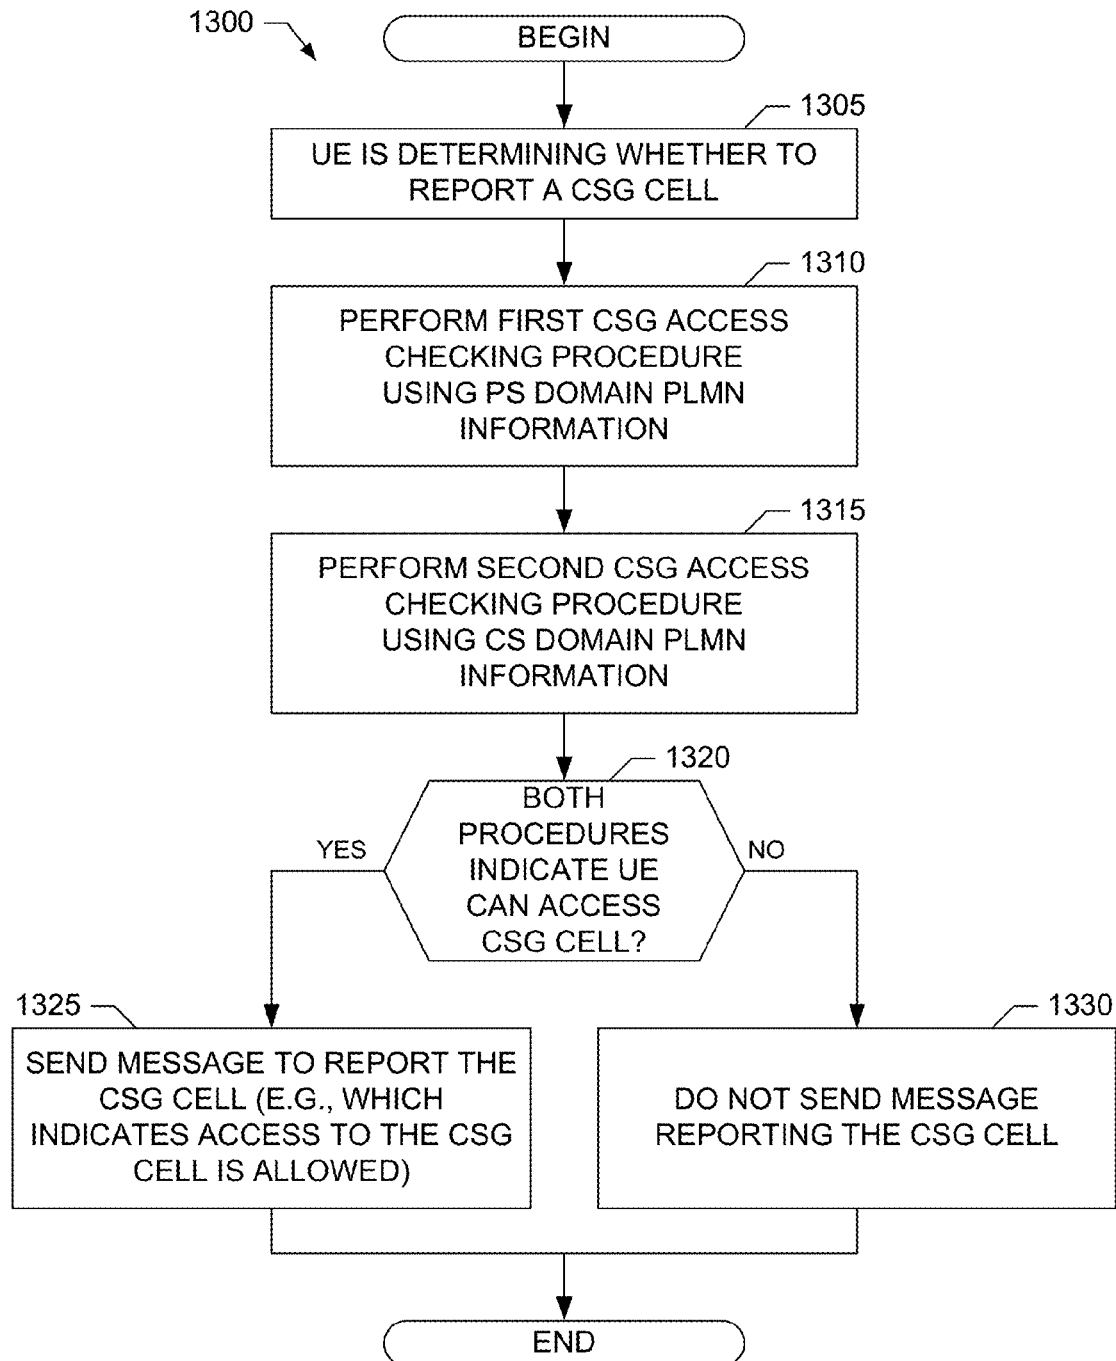 1300
BEGIN
1305
UE IS DETERMINING WHETHER TO
REPORT A CSG CELL
1310
PERFORM FIRST CSG ACCESS
CHECKING PROCEDURE
USING PS DOMAIN PLMN
INFORMATION
1315
PERFORM SECOND CSG ACCESS
CHECKING PROCEDURE
USING CS DOMAIN PLMN
INFORMATION
1320
BOTH
PROCEDURES
INDICATE UE
CAN ACCESS
CSG CELL?
YES
NO
1325
SEND MESSAGE TO REPORT THE
CSG CELL (E.G., WHICH
INDICATES ACCESS TO THE CSG
CELL IS ALLOWED)
1330
DO NOT SEND MESSAGE
REPORTING THE CSG CELL
END